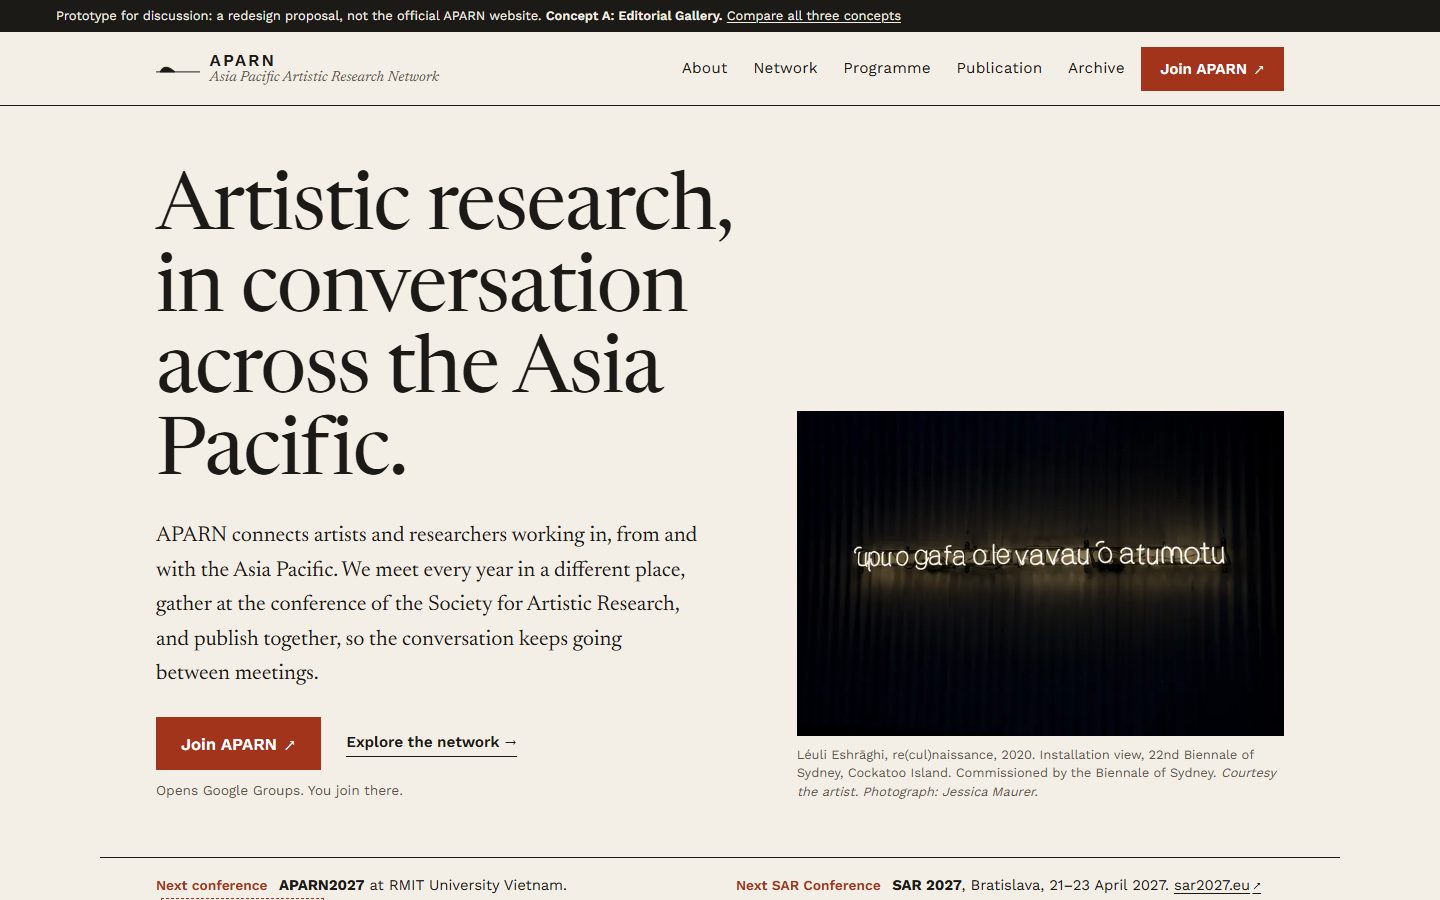 Prototype for discussion: a redesign proposal, not the official APARN website. Concept A: Editorial Gallery. Compare all three concepts
APARN
Asia Pacific Artistic Research Network
About Network Programme Publication Archive Join APARN ↗
Artistic research,
in conversation
across the Asia
Pacific.
APARN connects artists and researchers working in, from and
with the Asia Pacific. We meet every year in a different place,
gather at the conference of the Society for Artistic Research,
and publish together, so the conversation keeps going
between meetings.
Join APARN ↗ Explore the network →
Opens Google Groups. You join there.
ʻupu o gafa o le vavau ʻo atumotu
Léuli Eshrāghi, re(cul)naissance, 2020. Installation view, 22nd Biennale of
Sydney, Cockatoo Island. Commissioned by the Biennale of Sydney. Courtesy
the artist. Photograph: Jessica Maurer.
Next conference APARN2027 at RMIT University Vietnam.
Next SAR Conference SAR 2027, Bratislava, 21–23 April 2027. sar2027.eu ↗